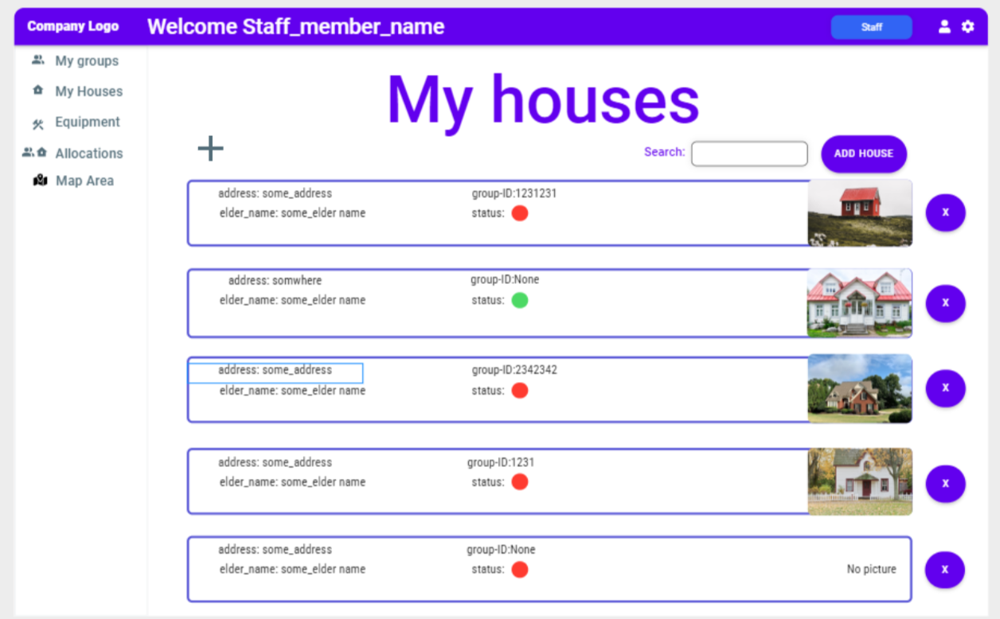 Company Logo
Welcome Staff_member_name
Staff
My groups
My Houses
Equipment
Allocations
Map Area
My houses
Search:
ADD HOUSE
address: some_address
group-ID:1231231
elder_name: some_elder name
status:
X
address: somwhere
group-ID:None
elder_name: some_elder name
status:
X
address: some_address
group-ID:2342342
elder_name: some_elder name
status:
X
address: some_address
group-ID:1231
elder_name: some_elder name
status:
X
address: some_address
group-ID:None
elder_name: some_elder name
status:
No picture
X